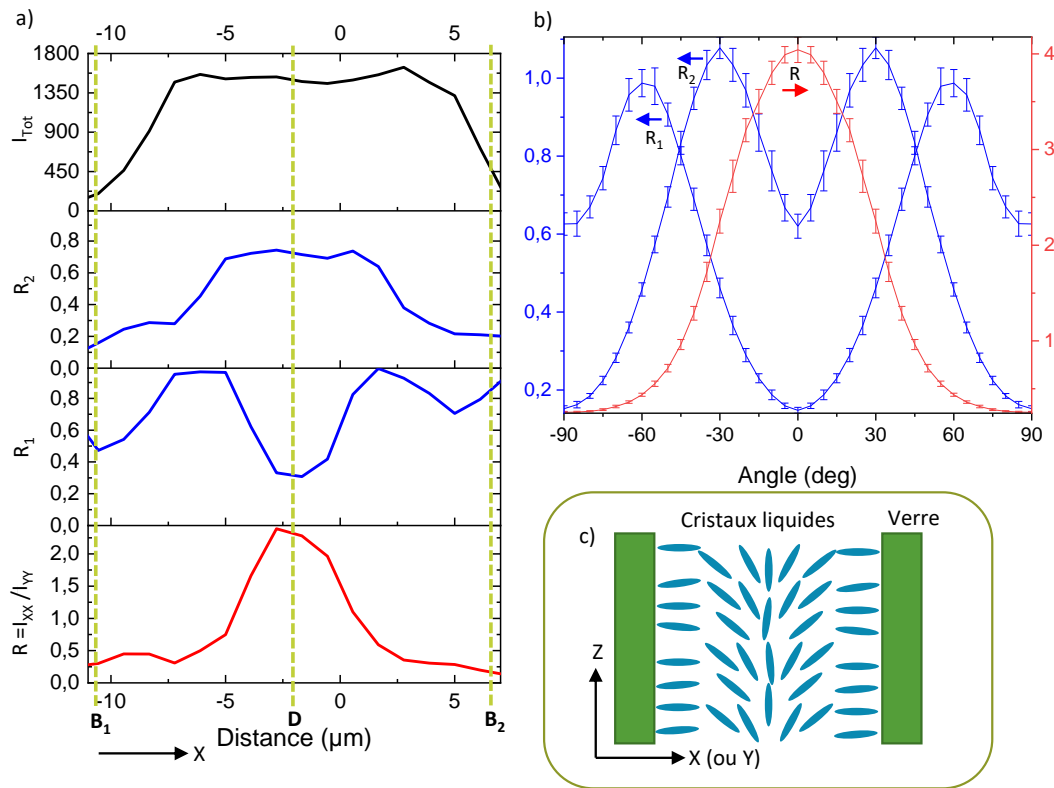 a)
-10 -5 0 5
1800
1350
900
450
0
I_Tot
0,8
0,6
0,4
0,2
0,0
R_2
0,8
0,6
0,4
0,2
0,0
R_1
2,0
1,5
1,0
0,5
0,0
R =I_XX /I_YY
-10 -5 0 5
B_1 D B_2
Distance (µm)
X
b)
1,0
0,8
0,6
0,4
0,2
R_2
R
R_1
4
3
2
1
-90 -60 -30 0 30 60 90
Angle (deg)
Cristaux liquides Verre
c)
Z
X (ou Y)